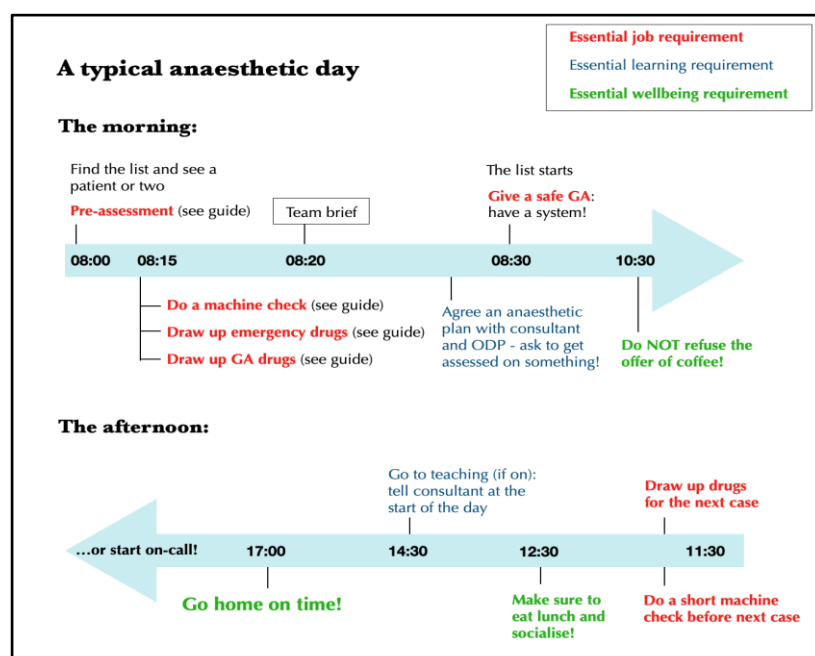 A typical anaesthetic day
Essential job requirement
Essential learning requirement
Essential wellbeing requirement
The morning:
Find the list and see a
patient or two
Pre-assessment (see guide)
Team brief
The list starts
Give a safe GA:
have a system!
08:00
08:15
08:20
08:30
10:30
Do a machine check (see guide)
Draw up emergency drugs (see guide)
Draw up GA drugs (see guide)
Agree an anaesthetic
plan with consultant
and ODP - ask to get
assessed on something!
Do NOT refuse the
offer of coffee!
The afternoon:
Go to teaching (if on):
tell consultant at the
start of the day
Draw up drugs
for the next case
...or start on-call!
17:00
14:30
12:30
11:30
Go home on time!
Make sure to
eat lunch and
socialise!
Do a short machine
check before next case